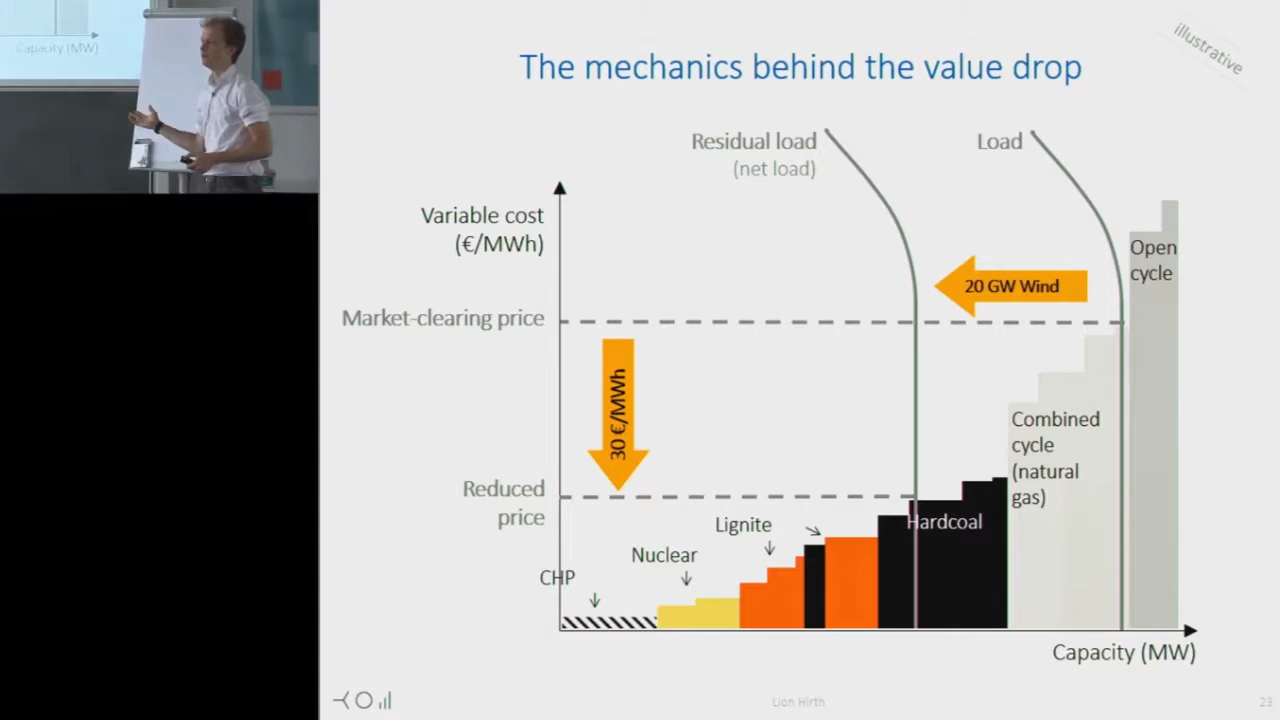 Capacity (MW)
illustrative
The mechanics behind the value drop
Residual load
(net load)
Load
Variable cost
(€/MWh)
Open
cycle
20 GW Wind
Market-clearing price
30 €/MWh
Combined
cycle
(natural
gas)
Reduced
price
Lignite
Hardcoal
Nuclear
CHP
Capacity (MW)
Lion Hirth
23